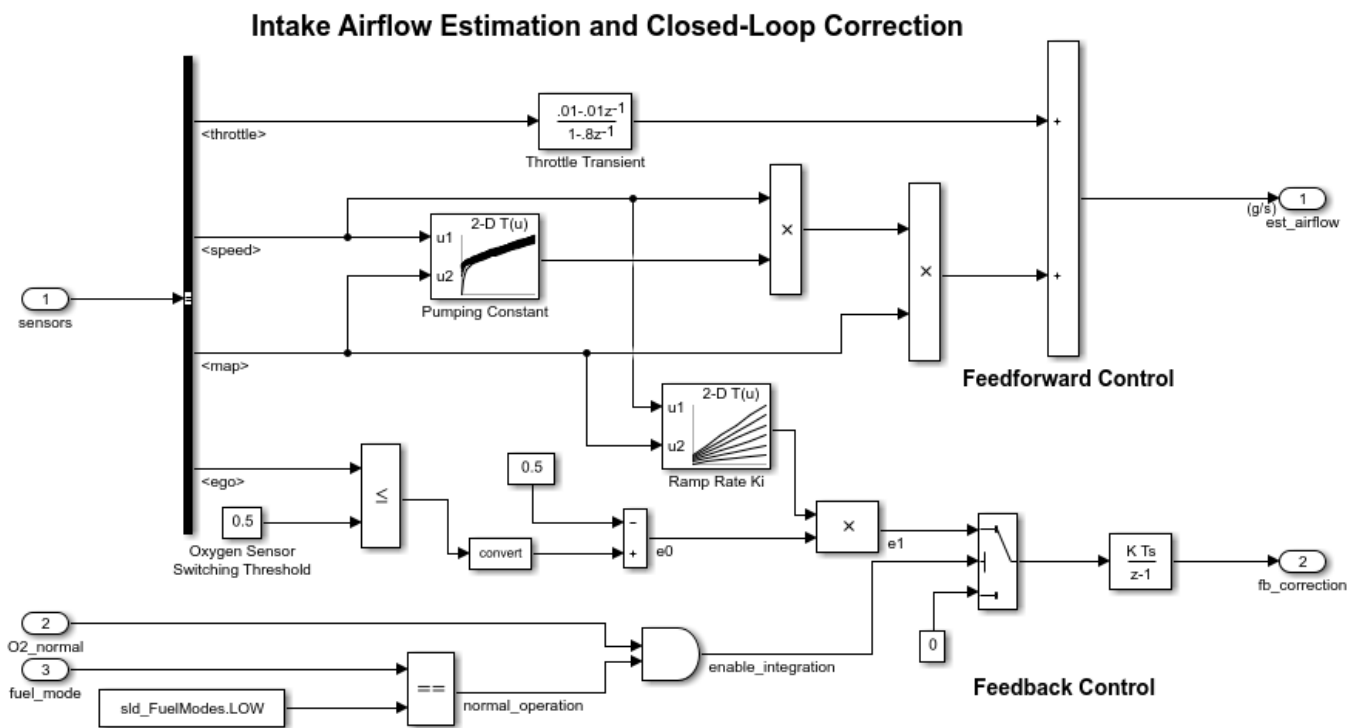 Intake Airflow Estimation and Closed-Loop Correction
.01-.01z-1
1-.8z-1
<throttle>
Throttle Transient
×
×
+
+
1
(g/s)
est_airflow
2-D T(u)
u1
u2
Pumping Constant
<speed>
1
sensors
<map>
Feedforward Control
2-D T(u)
u1
u2
Ramp Rate Ki
<ego>
≤
0.5
0.5
Oxygen Sensor
Switching Threshold
convert
−
+
e0
×
e1
K Ts
z-1
2
fb_correction
0
2
O2_normal
3
fuel_mode
sld_FuelModes.LOW
==
normal_operation
enable_integration
Feedback Control